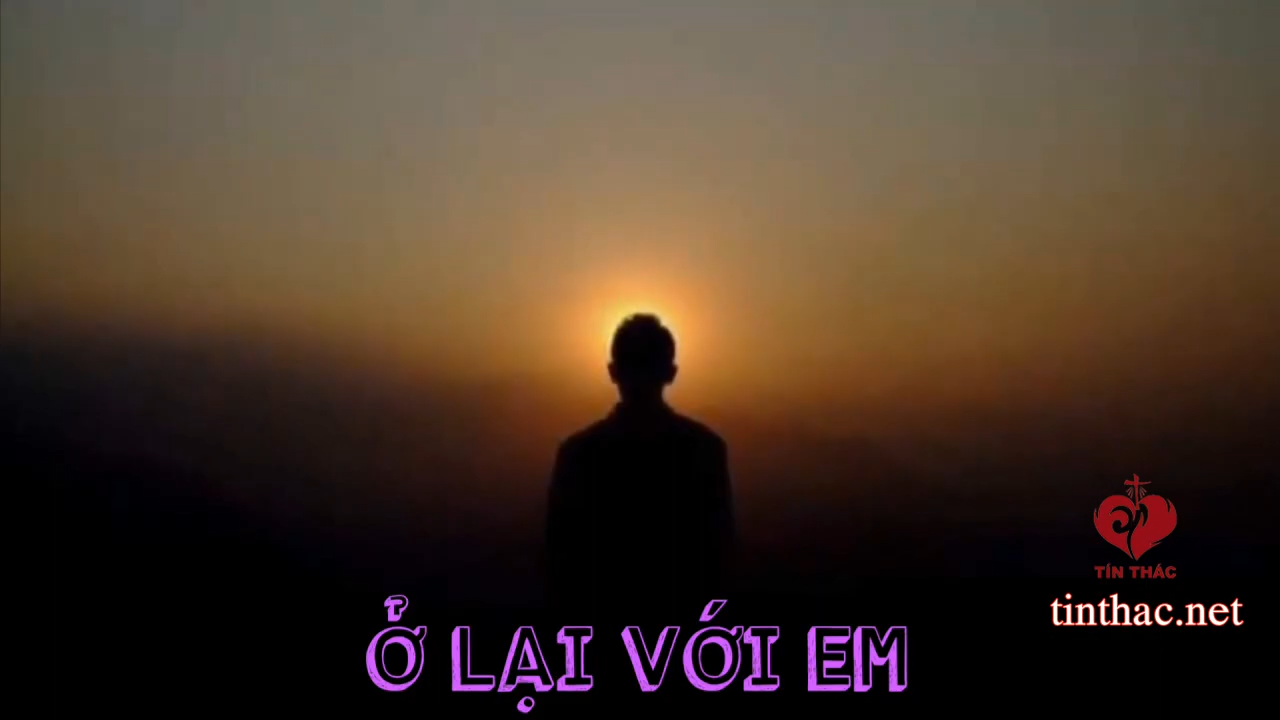 TÍN THÁC
tinthac.net
Ở LẠI VỚI EM